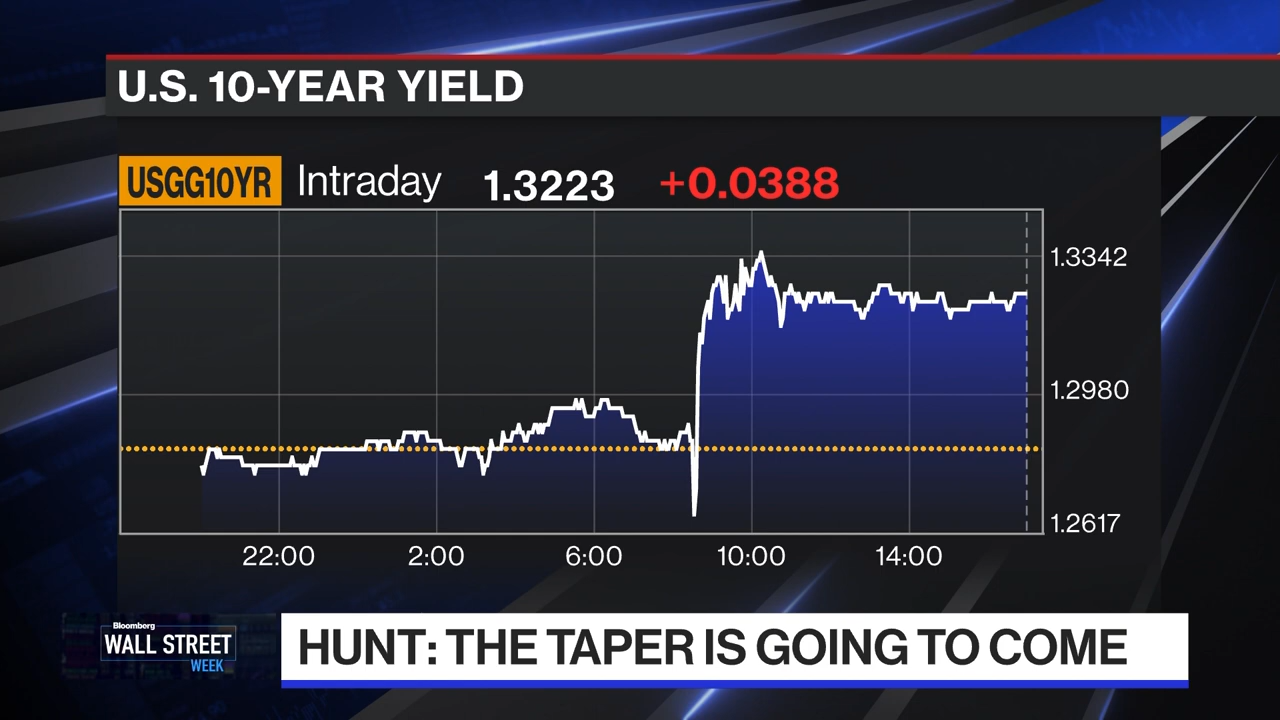 U.S. 10-YEAR YIELD
USGG10YR Intraday 1.3223 +0.0388
1.3342
1.2980
1.2617
22:00 2:00 6:00 10:00 14:00
Bloomberg
WALL STREET
WEEK
HUNT: THE TAPER IS GOING TO COME